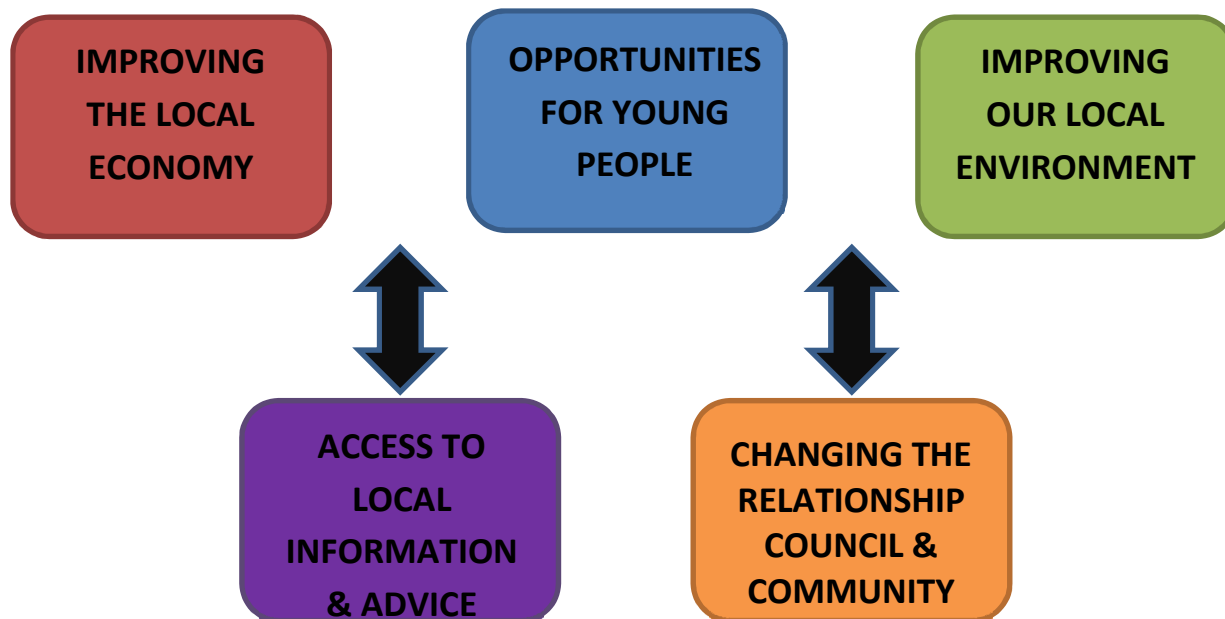 IMPROVING
THE LOCAL
ECONOMY
OPPORTUNITIES
FOR YOUNG
PEOPLE
IMPROVING
OUR LOCAL
ENVIRONMENT
ACCESS TO
LOCAL
INFORMATION
& ADVICE
CHANGING THE
RELATIONSHIP
COUNCIL &
COMMUNITY